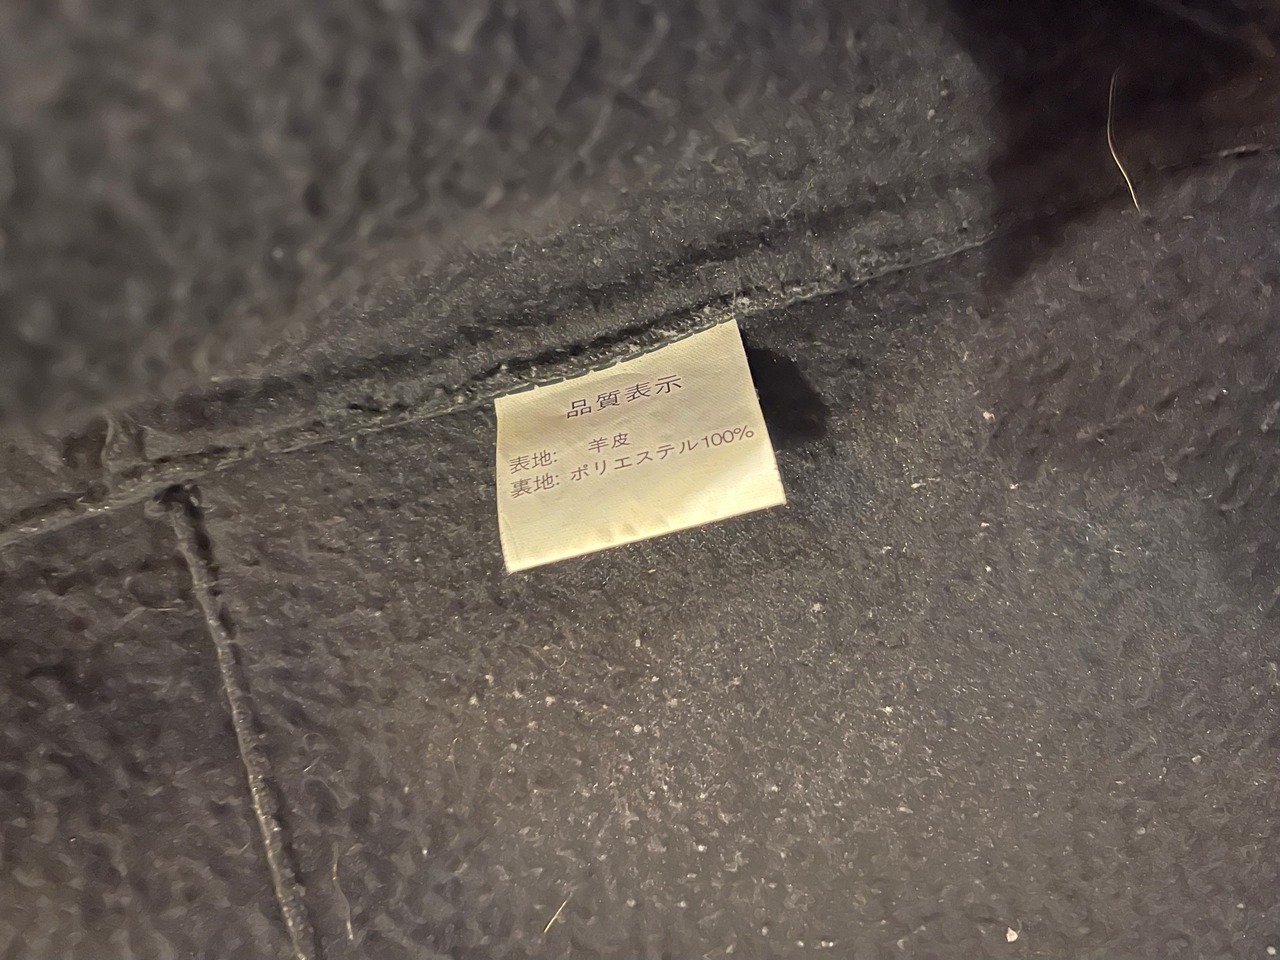 品質表示
表地: 羊皮
裏地: ポリエステル100%